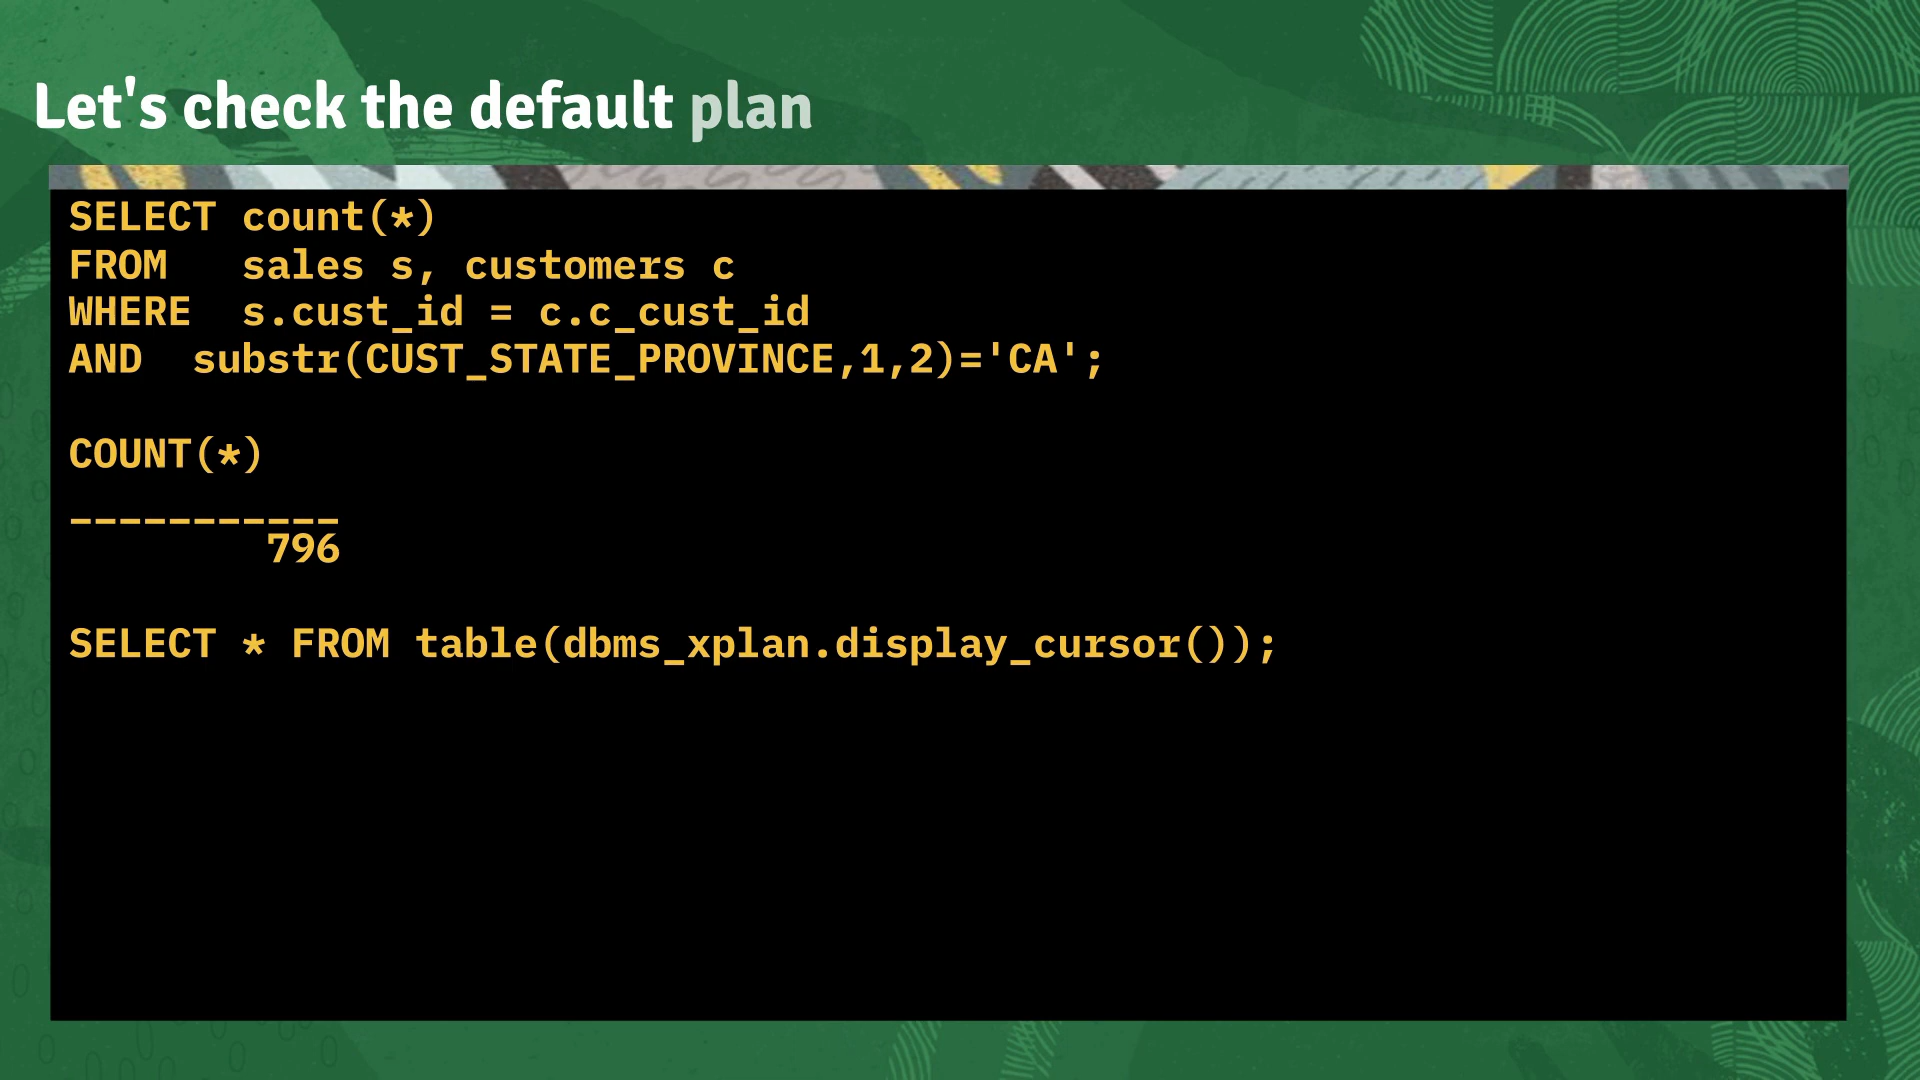 Let's check the default plan
SELECT count(*)
FROM   sales s, customers c
WHERE  s.cust_id = c.c_cust_id
AND  substr(CUST_STATE_PROVINCE,1,2)='CA';
COUNT(*)
-----------
        796
SELECT * FROM table(dbms_xplan.display_cursor());